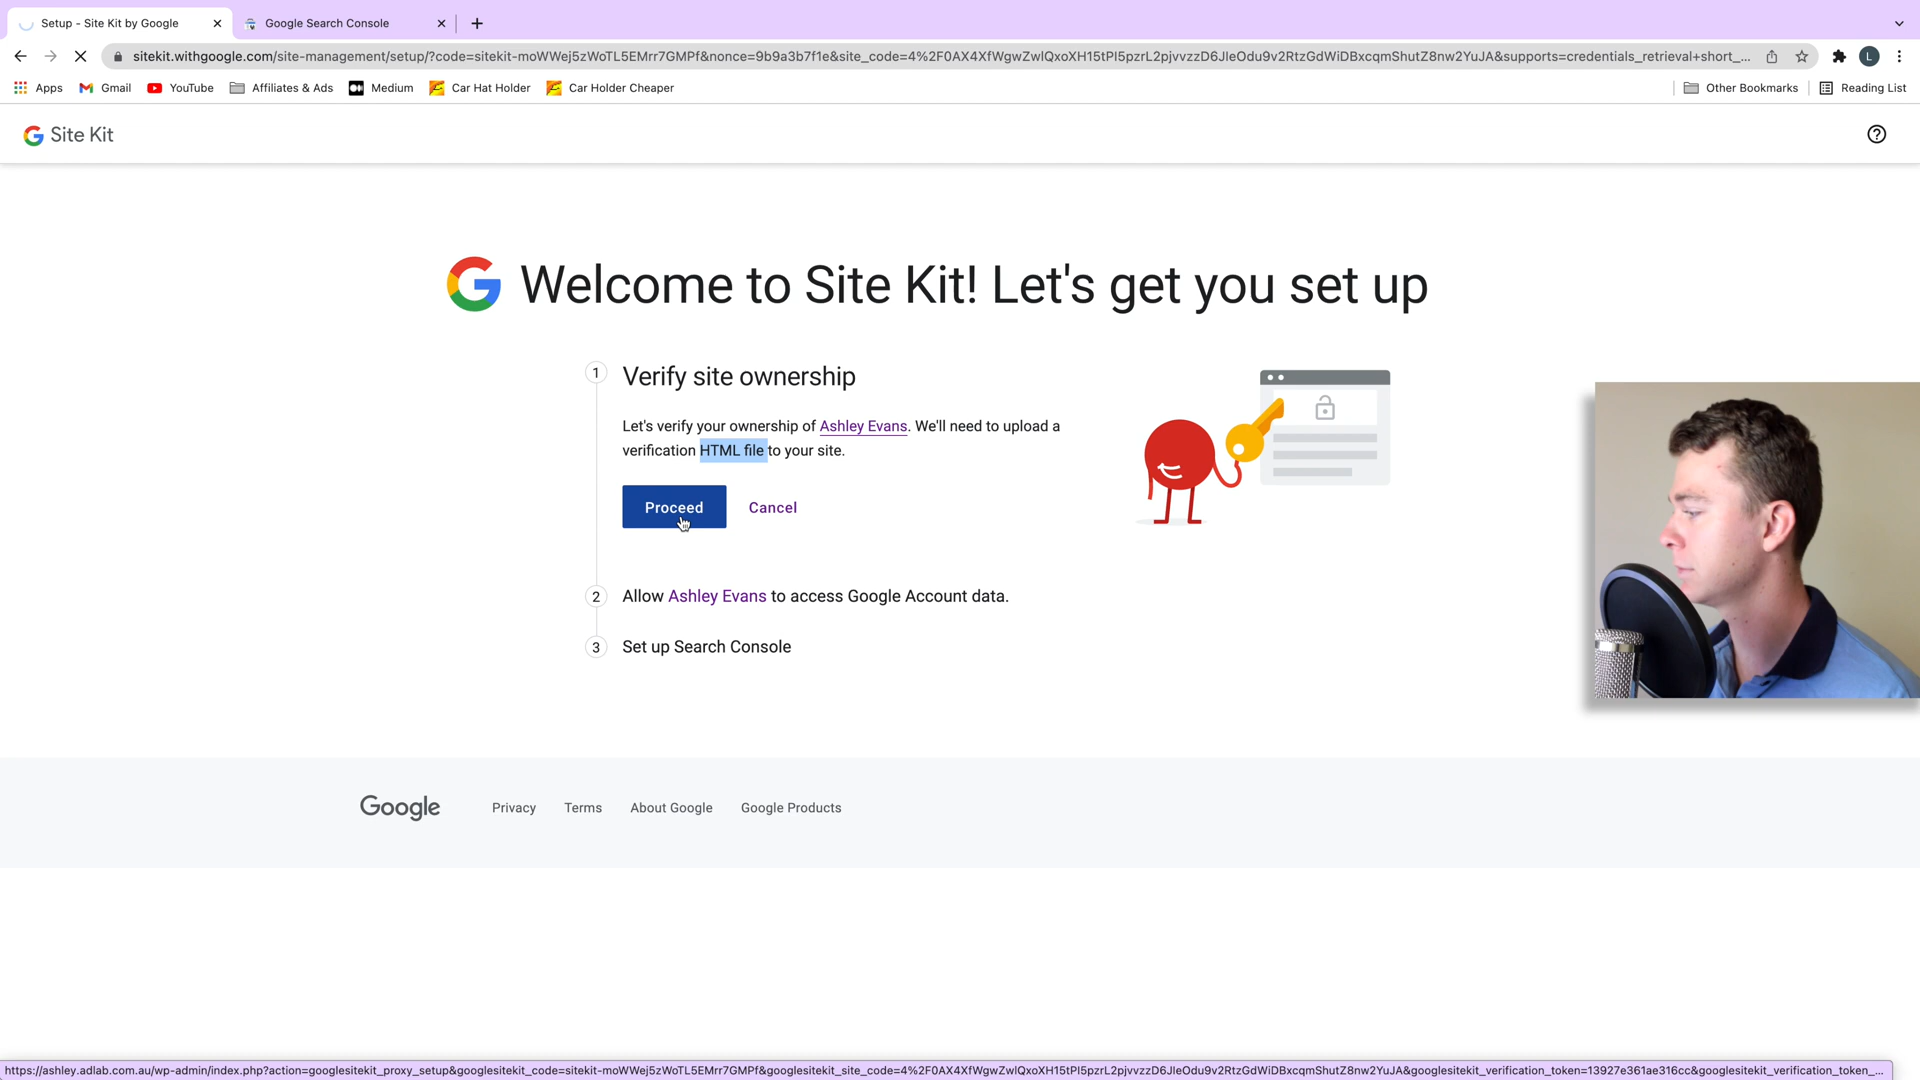 Setup - Site Kit by Google
Google Search Console
sitekit.withgoogle.com/site-management/setup/?code=sitekit-moWWej5zWoTL5EMrr7GMPf&nonce=9b9a3b7f1e&site_code=4%2F0AX4XfWgwZwlQxoXH15tPl5pzrL2pjvvzzD6JleOdu9v2RtzGdWiDBxcqmShutZ8nw2YuJA&supports=credentials_retrieval+short_...
L
Apps
Gmail
YouTube
Affiliates & Ads
Medium
Car Hat Holder
Car Holder Cheaper
Other Bookmarks
Reading List
Site Kit
Welcome to Site Kit! Let's get you set up
1 Verify site ownership
Let's verify your ownership of Ashley Evans. We'll need to upload a
verification HTML file to your site.
Proceed Cancel
2 Allow Ashley Evans to access Google Account data.
3 Set up Search Console
Google Privacy Terms About Google Google Products
https://ashley.adlab.com.au/wp-admin/index.php?action=googlesitekit_proxy_setup&googlesitekit_code=sitekit-moWWej5zWoTL5EMrr7GMPf&googlesitekit_site_code=4%2F0AX4XfWgwZwlQxoXH15tPl5pzrL2pjvvzzD6JleOdu9v2RtzGdWiDBxcqmShutZ8nw2YuJA&googlesitekit_verification_token=13927e361ae316cc&googlesitekit_verification_token_...